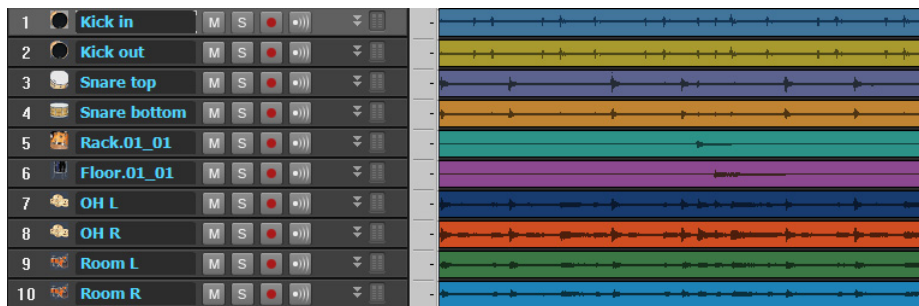 1 Kick in M S
2 Kick out M S
3 Snare top M S
4 Snare bottom M S
5 Rack.01_01 M S
6 Floor.01_01 M S
7 OH L M S
8 OH R M S
9 Room L M S
10 Room R M S